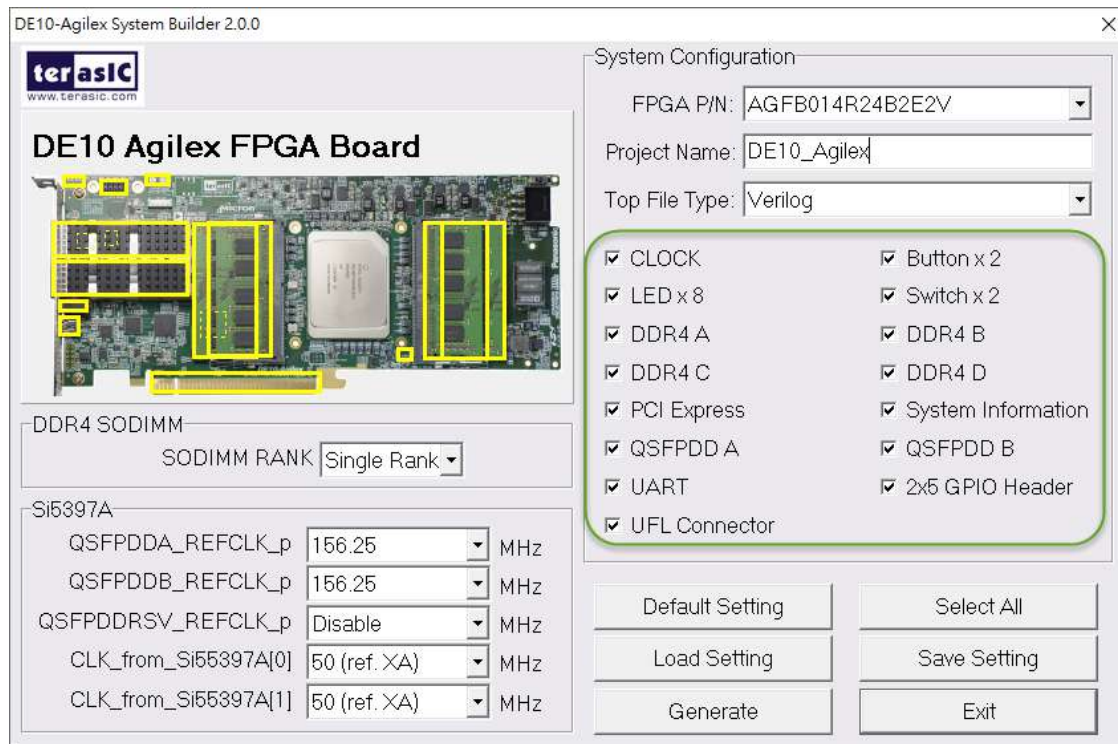 DE10-Agilex System Builder 2.0.0
terasIC
www.terasic.com
DE10 Agilex FPGA Board
DDR4 SODIMM
SODIMM RANK Single Rank
Si5397A
QSFPDDA_REFCLK_p 156.25 MHz
QSFPDDB_REFCLK_p 156.25 MHz
QSFPDDRSV_REFCLK_p Disable MHz
CLK_from_Si55397A[0] 50 (ref. XA) MHz
CLK_from_Si55397A[1] 50 (ref. XA) MHz
System Configuration
FPGA P/N: AGFB014R24B2E2V
Project Name: DE10_Agilex
Top File Type: Verilog
CLOCK Button x 2
LED x 8 Switch x 2
DDR4 A DDR4 B
DDR4 C DDR4 D
PCI Express System Information
QSFPDD A QSFPDD B
UART 2x5 GPIO Header
UFL Connector
Default Setting Select All
Load Setting Save Setting
Generate Exit